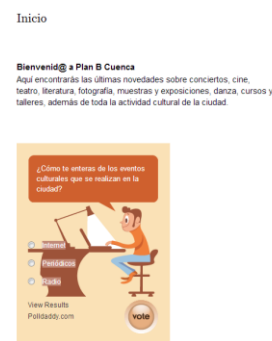 Inicio
Bienvenid@ a Plan B Cuenca
Aquí encontrarás las últimas novedades sobre conciertos, cine,
teatro, literatura, fotografía, muestras y exposiciones, danza, cursos y
talleres, además de toda la actividad cultural de la ciudad.
¿Cómo te enteras de los eventos
culturales que se realizan en la
ciudad?
Internet
Periódicos
Radio
View Results
Polldaddy.com
vote